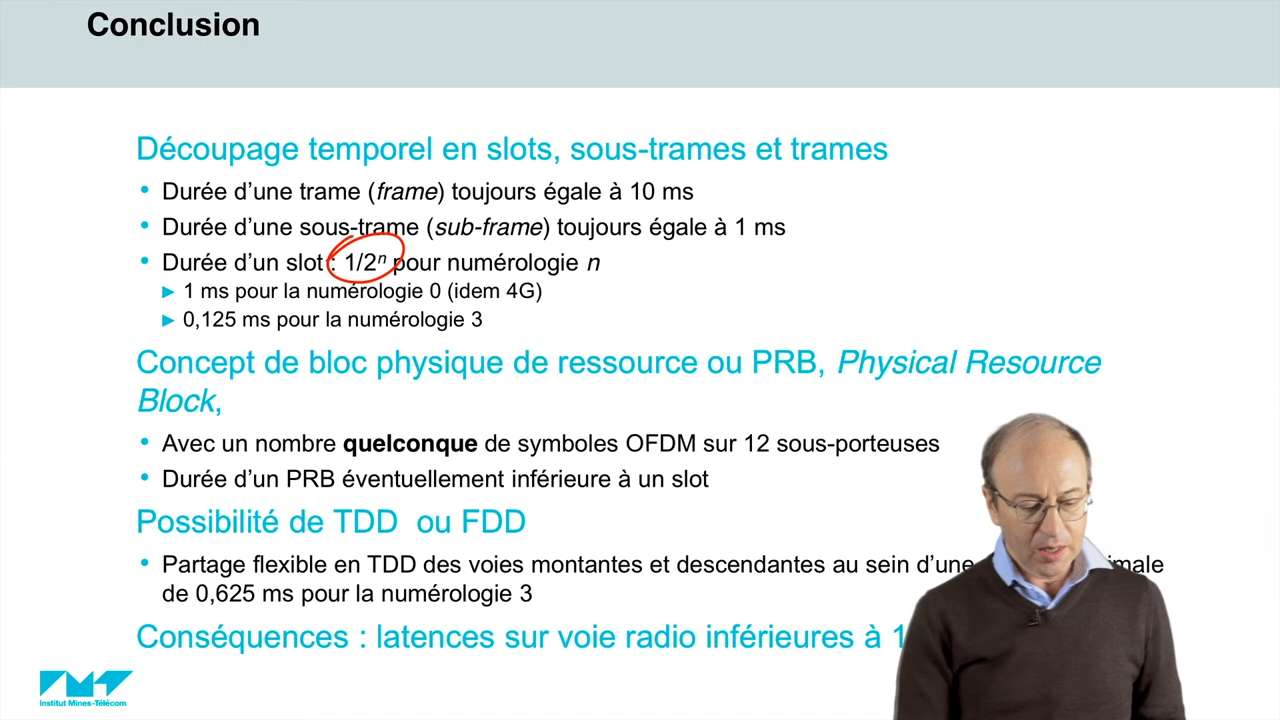 Conclusion
Découpage temporel en slots, sous-trames et trames
• Durée d’une trame (frame) toujours égale à 10 ms
• Durée d’une sous-trame (sub-frame) toujours égale à 1 ms
• Durée d’un slot : 1/2ⁿ pour numérologie n
► 1 ms pour la numérologie 0 (idem 4G)
► 0,125 ms pour la numérologie 3
Concept de bloc physique de ressource ou PRB, Physical Resource
Block,
• Avec un nombre quelconque de symboles OFDM sur 12 sous-porteuses
• Durée d’un PRB éventuellement inférieure à un slot
Possibilité de TDD ou FDD
• Partage flexible en TDD des voies montantes et descendantes au sein d’une
de 0,625 ms pour la numérologie 3
Conséquences : latences sur voie radio inférieures à 1
Institut Mines-Télécom